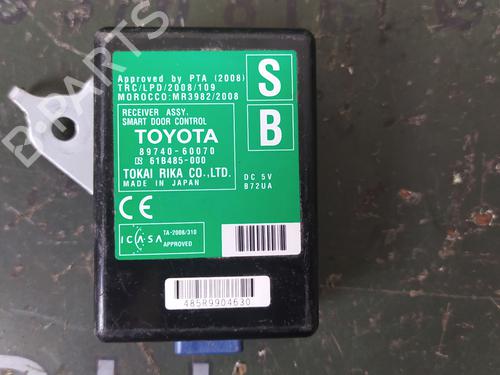 B-PARTS
Approved by PTA (2008)
TRC/LPD/2008/109
MOROCCO:MR3982/2008
S
B
RECEIVER ASSY.
SMART DOOR CONTROL
TOYOTA
89740-60070
61B485-000
TOKAI RIKA CO.,LTD.
MADE IN JAPAN
DC 5V
B72UA
CE
ICASA
TA-2008/310
APPROVED
485R9904630